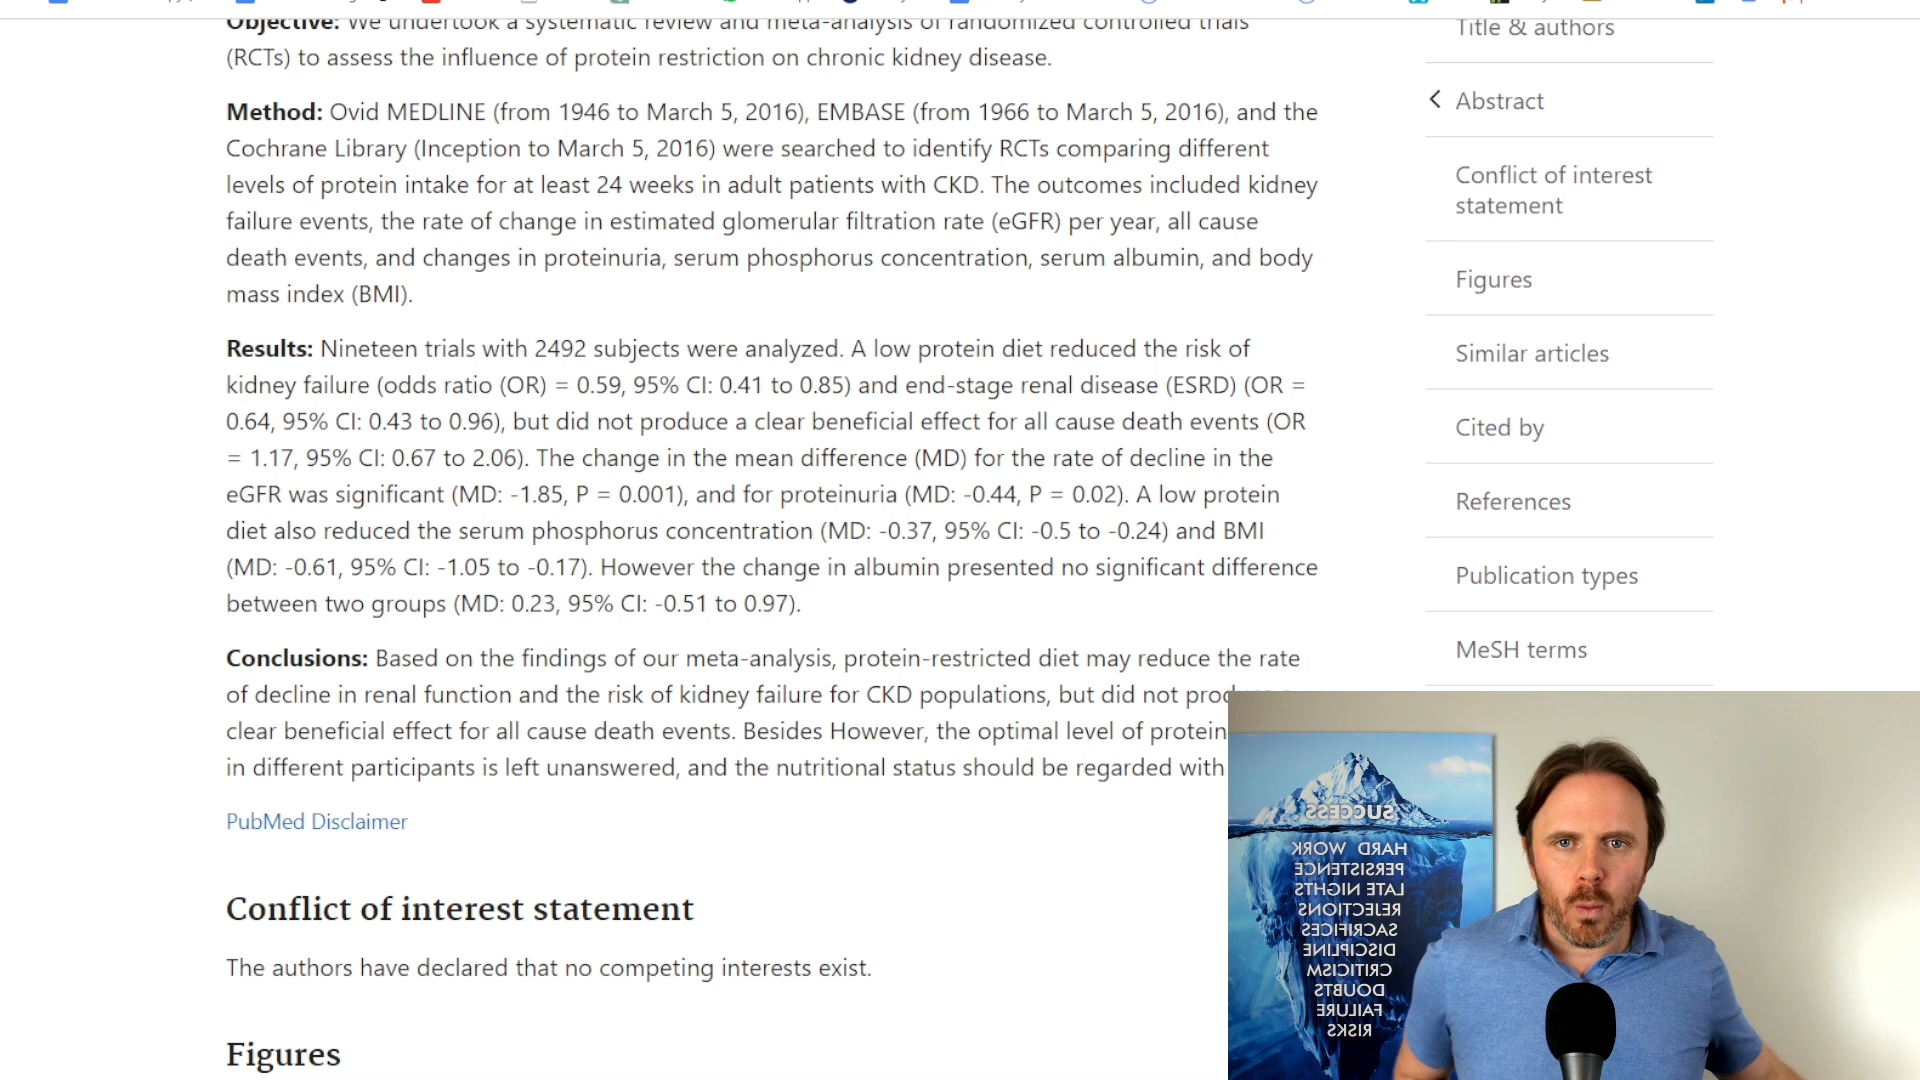 Objective: We undertook a systematic review and meta-analysis of randomized controlled trials
(RCTs) to assess the influence of protein restriction on chronic kidney disease.
Method: Ovid MEDLINE (from 1946 to March 5, 2016), EMBASE (from 1966 to March 5, 2016), and the
Cochrane Library (Inception to March 5, 2016) were searched to identify RCTs comparing different
levels of protein intake for at least 24 weeks in adult patients with CKD. The outcomes included kidney
failure events, the rate of change in estimated glomerular filtration rate (eGFR) per year, all cause
death events, and changes in proteinuria, serum phosphorus concentration, serum albumin, and body
mass index (BMI).
Results: Nineteen trials with 2492 subjects were analyzed. A low protein diet reduced the risk of
kidney failure (odds ratio (OR) = 0.59, 95% CI: 0.41 to 0.85) and end-stage renal disease (ESRD) (OR =
0.64, 95% CI: 0.43 to 0.96), but did not produce a clear beneficial effect for all cause death events (OR
= 1.17, 95% CI: 0.67 to 2.06). The change in the mean difference (MD) for the rate of decline in the
eGFR was significant (MD: -1.85, P = 0.001), and for proteinuria (MD: -0.44, P = 0.02). A low protein
diet also reduced the serum phosphorus concentration (MD: -0.37, 95% CI: -0.5 to -0.24) and BMI
(MD: -0.61, 95% CI: -1.05 to -0.17). However the change in albumin presented no significant difference
between two groups (MD: 0.23, 95% CI: -0.51 to 0.97).
Conclusions: Based on the findings of our meta-analysis, protein-restricted diet may reduce the rate
of decline in renal function and the risk of kidney failure for CKD populations, but did not
clear beneficial effect for all cause death events. Besides However, the optimal level of protein
in different participants is left unanswered, and the nutritional status should be regarded with
PubMed Disclaimer
Conflict of interest statement
The authors have declared that no competing interests exist.
Figures
Title & authors
Abstract
Conflict of interest
statement
Figures
Similar articles
Cited by
References
Publication types
MeSH terms
SUCCESS
HARD WORK
PERSISTENCE
LATE NIGHTS
REJECTIONS
SACRIFICES
DISCIPLINE
CRITICISM
DOUBTS
FAILURE
RISKS